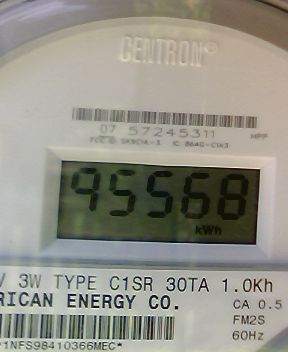 CENTRON®
07 57245311
95568
kWh
V 3W TYPE C1SR 30TA 1.0Kh
RICAN ENERGY CO. CA 0.5
FM2S
60Hz
1NFS98410366MEC*